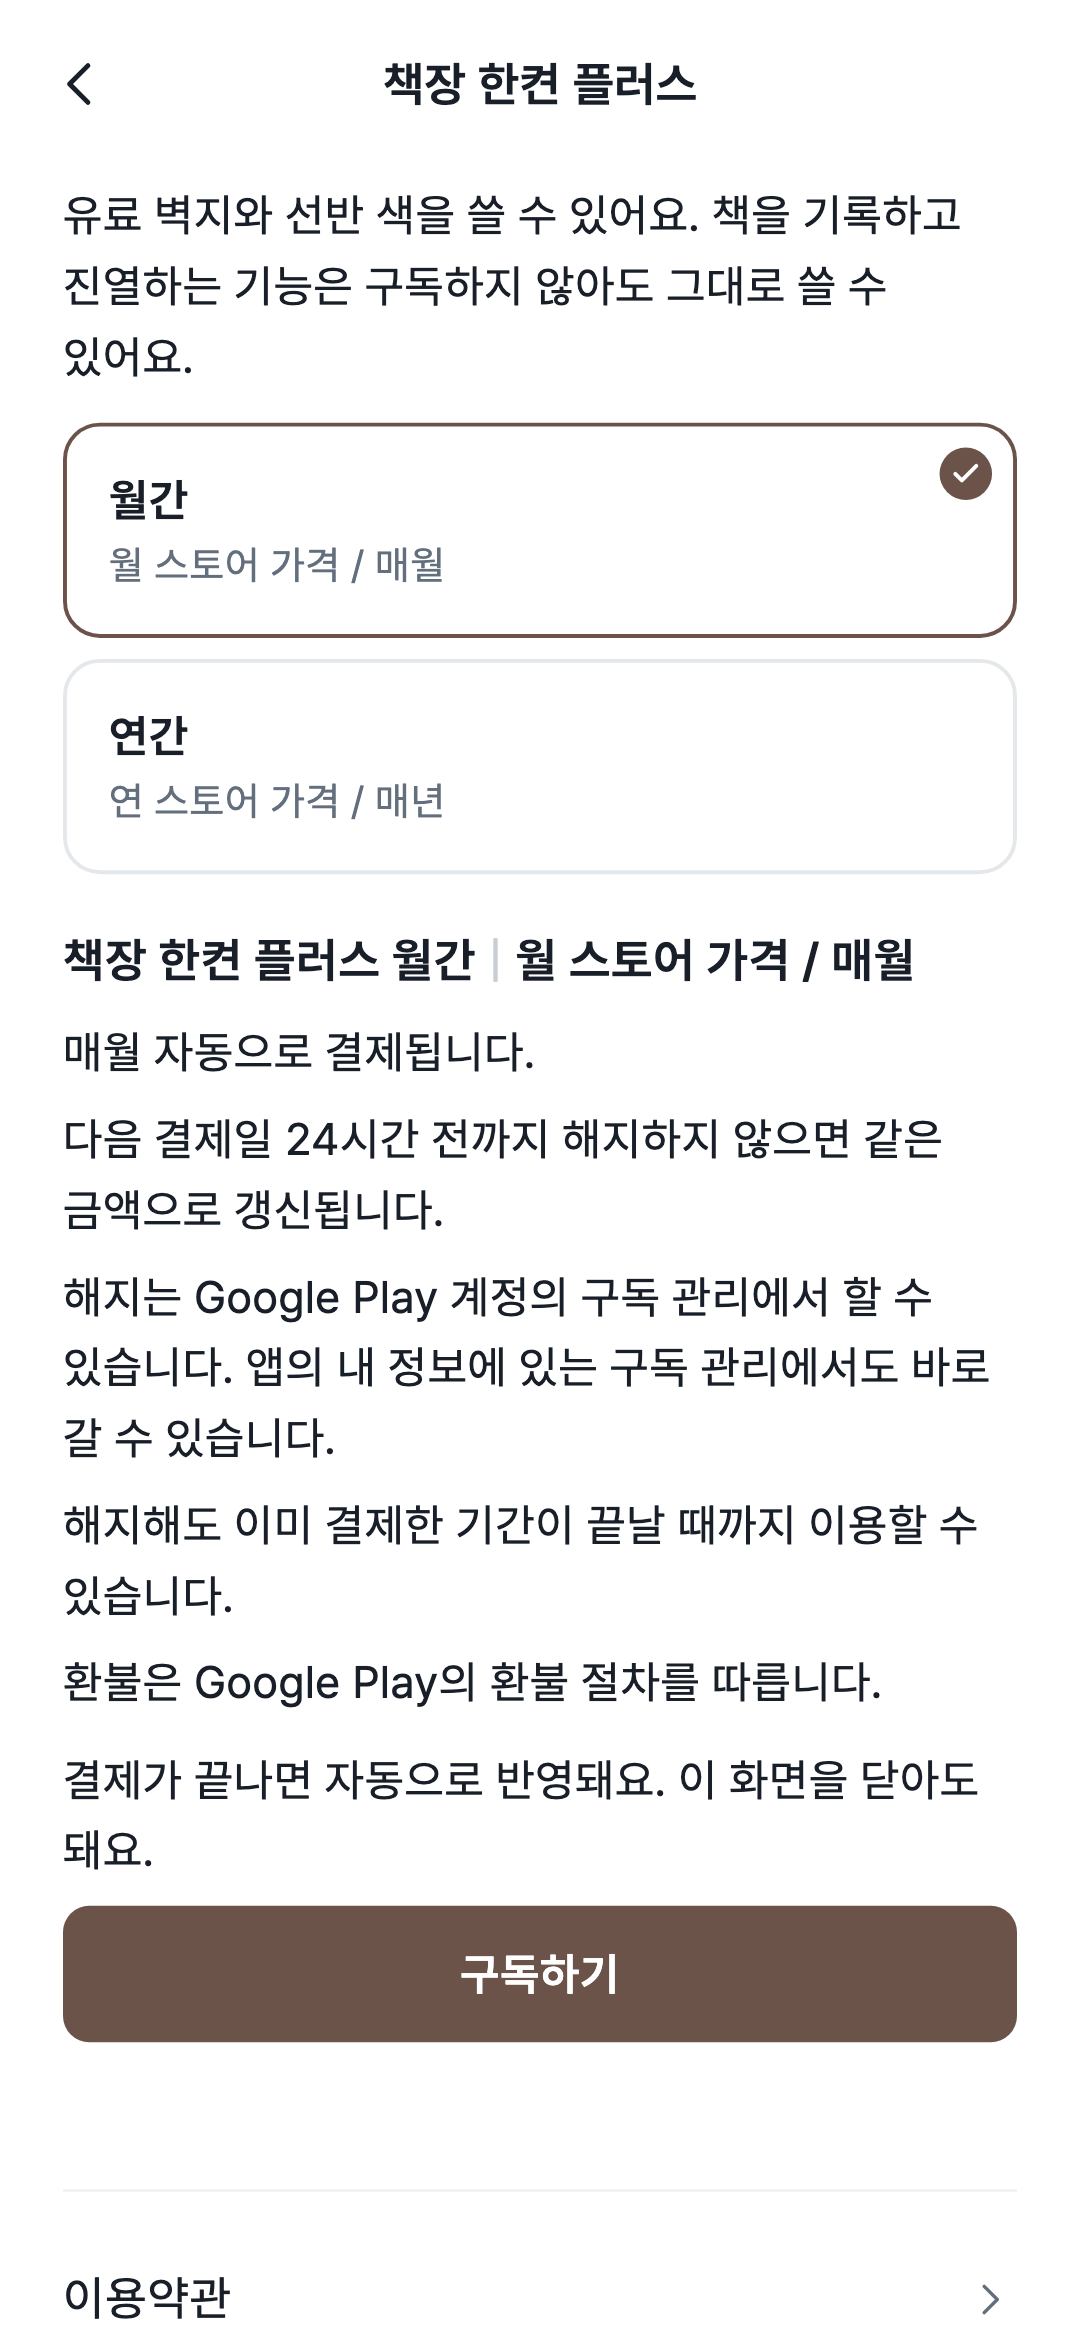 책장 한켠 플러스
유료 벽지와 선반 색을 쓸 수 있어요. 책을 기록하고
진열하는 기능은 구독하지 않아도 그대로 쓸 수
있어요.
월간
월 스토어 가격 / 매월
연간
연 스토어 가격 / 매년
책장 한켠 플러스 월간 | 월 스토어 가격 / 매월
매월 자동으로 결제됩니다.
다음 결제일 24시간 전까지 해지하지 않으면 같은
금액으로 갱신됩니다.
해지는 Google Play 계정의 구독 관리에서 할 수
있습니다. 앱의 내 정보에 있는 구독 관리에서도 바로
갈 수 있습니다.
해지해도 이미 결제한 기간이 끝날 때까지 이용할 수
있습니다.
환불은 Google Play의 환불 절차를 따릅니다.
결제가 끝나면 자동으로 반영돼요. 이 화면을 닫아도
돼요.
구독하기
이용약관